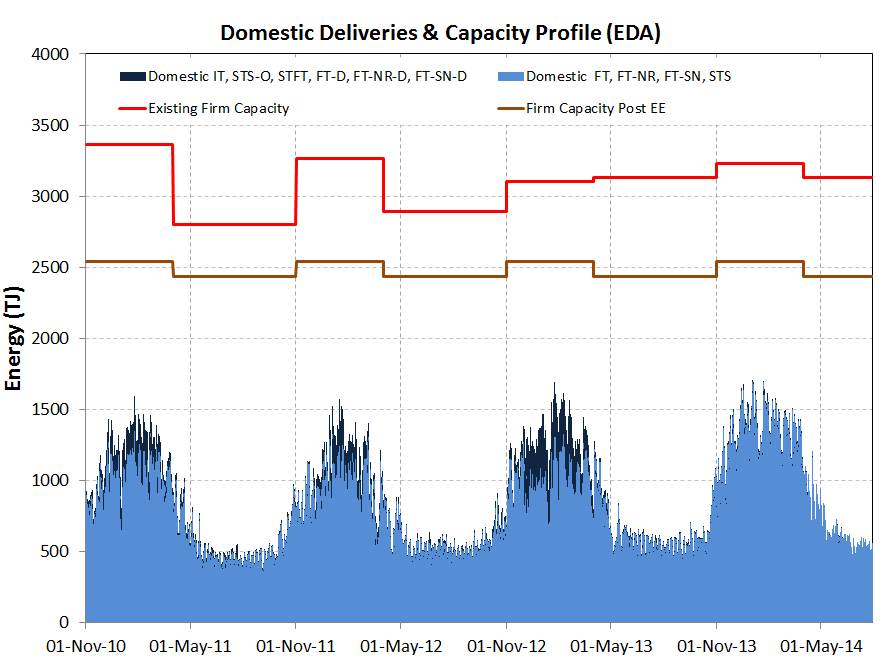 Domestic Deliveries & Capacity Profile (EDA)
Domestic IT, STS-O, STFT, FT-D, FT-NR-D, FT-SN-D
Domestic FT, FT-NR, FT-SN, STS
Existing Firm Capacity
Firm Capacity Post EE
Energy (TJ)
4000
3500
3000
2500
2000
1500
1000
500
0
01-Nov-10
01-May-11
01-Nov-11
01-May-12
01-Nov-12
01-May-13
01-Nov-13
01-May-14